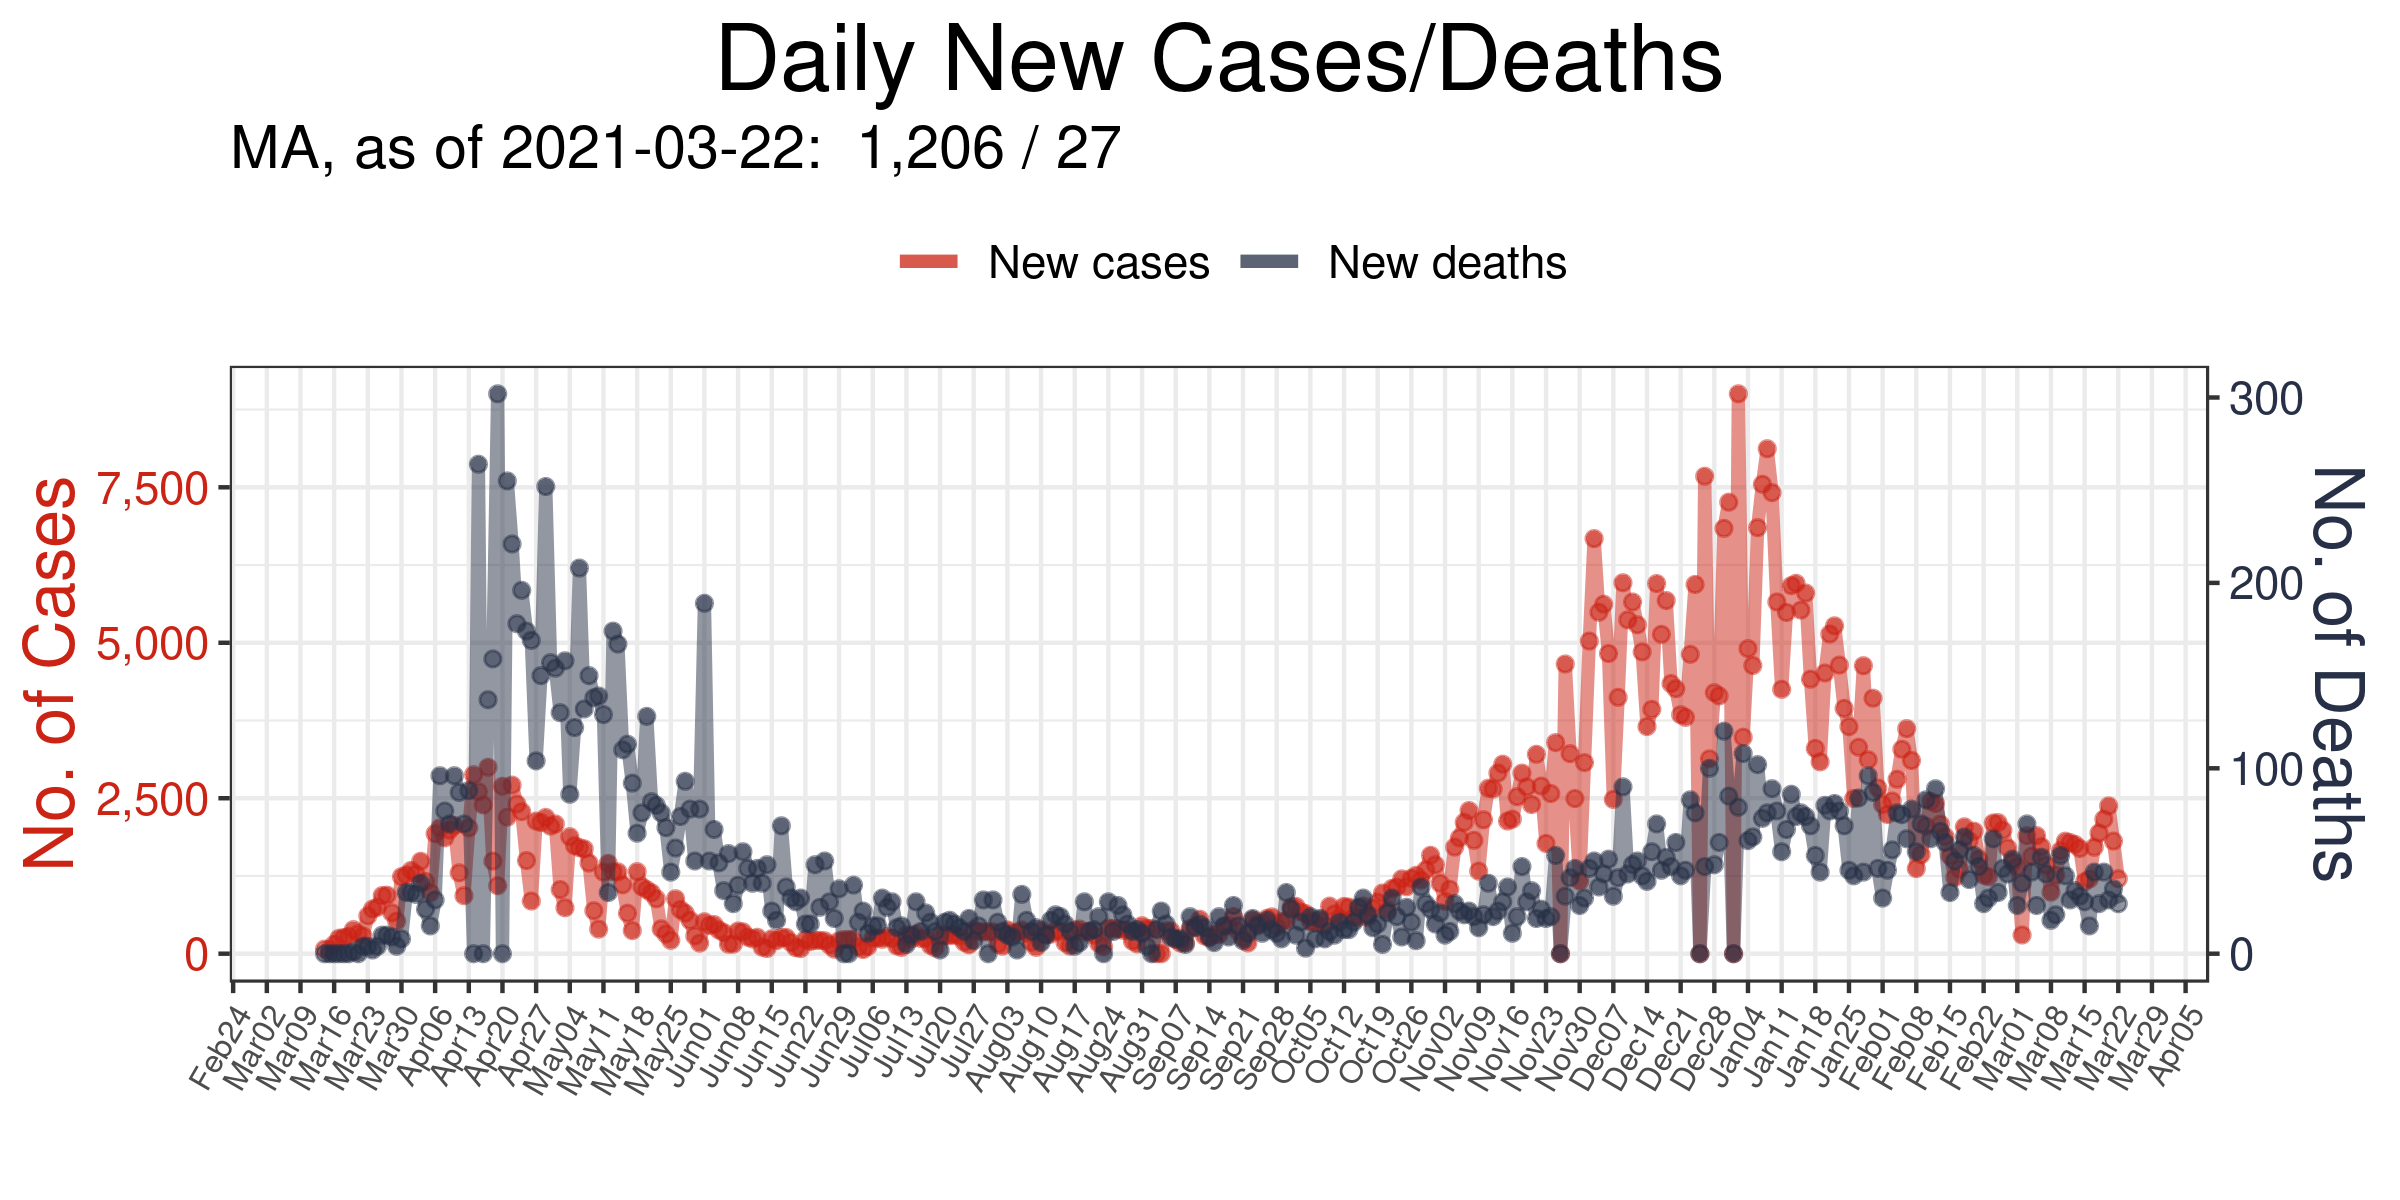 Daily New Cases/Deaths
MA, as of 2021-03-22: 1,206 / 27
New cases New deaths
No. of Cases
7,500
5,000
2,500
0
300
200
100
0
No. of Deaths
Feb24 Mar02 Mar09 Mar16 Mar23 Mar30 Apr06 Apr13 Apr20 Apr27 May04 May11 May18 May25 Jun01 Jun08 Jun15 Jun22 Jun29 Jul06 Jul13 Jul20 Jul27 Aug03 Aug10 Aug17 Aug24 Aug31 Sep07 Sep14 Sep21 Sep28 Oct05 Oct12 Oct19 Oct26 Nov02 Nov09 Nov16 Nov23 Nov30 Dec07 Dec14 Dec21 Dec28 Jan04 Jan11 Jan18 Jan25 Feb01 Feb08 Feb15 Feb22 Mar01 Mar08 Mar15 Mar22 Mar29 Apr05